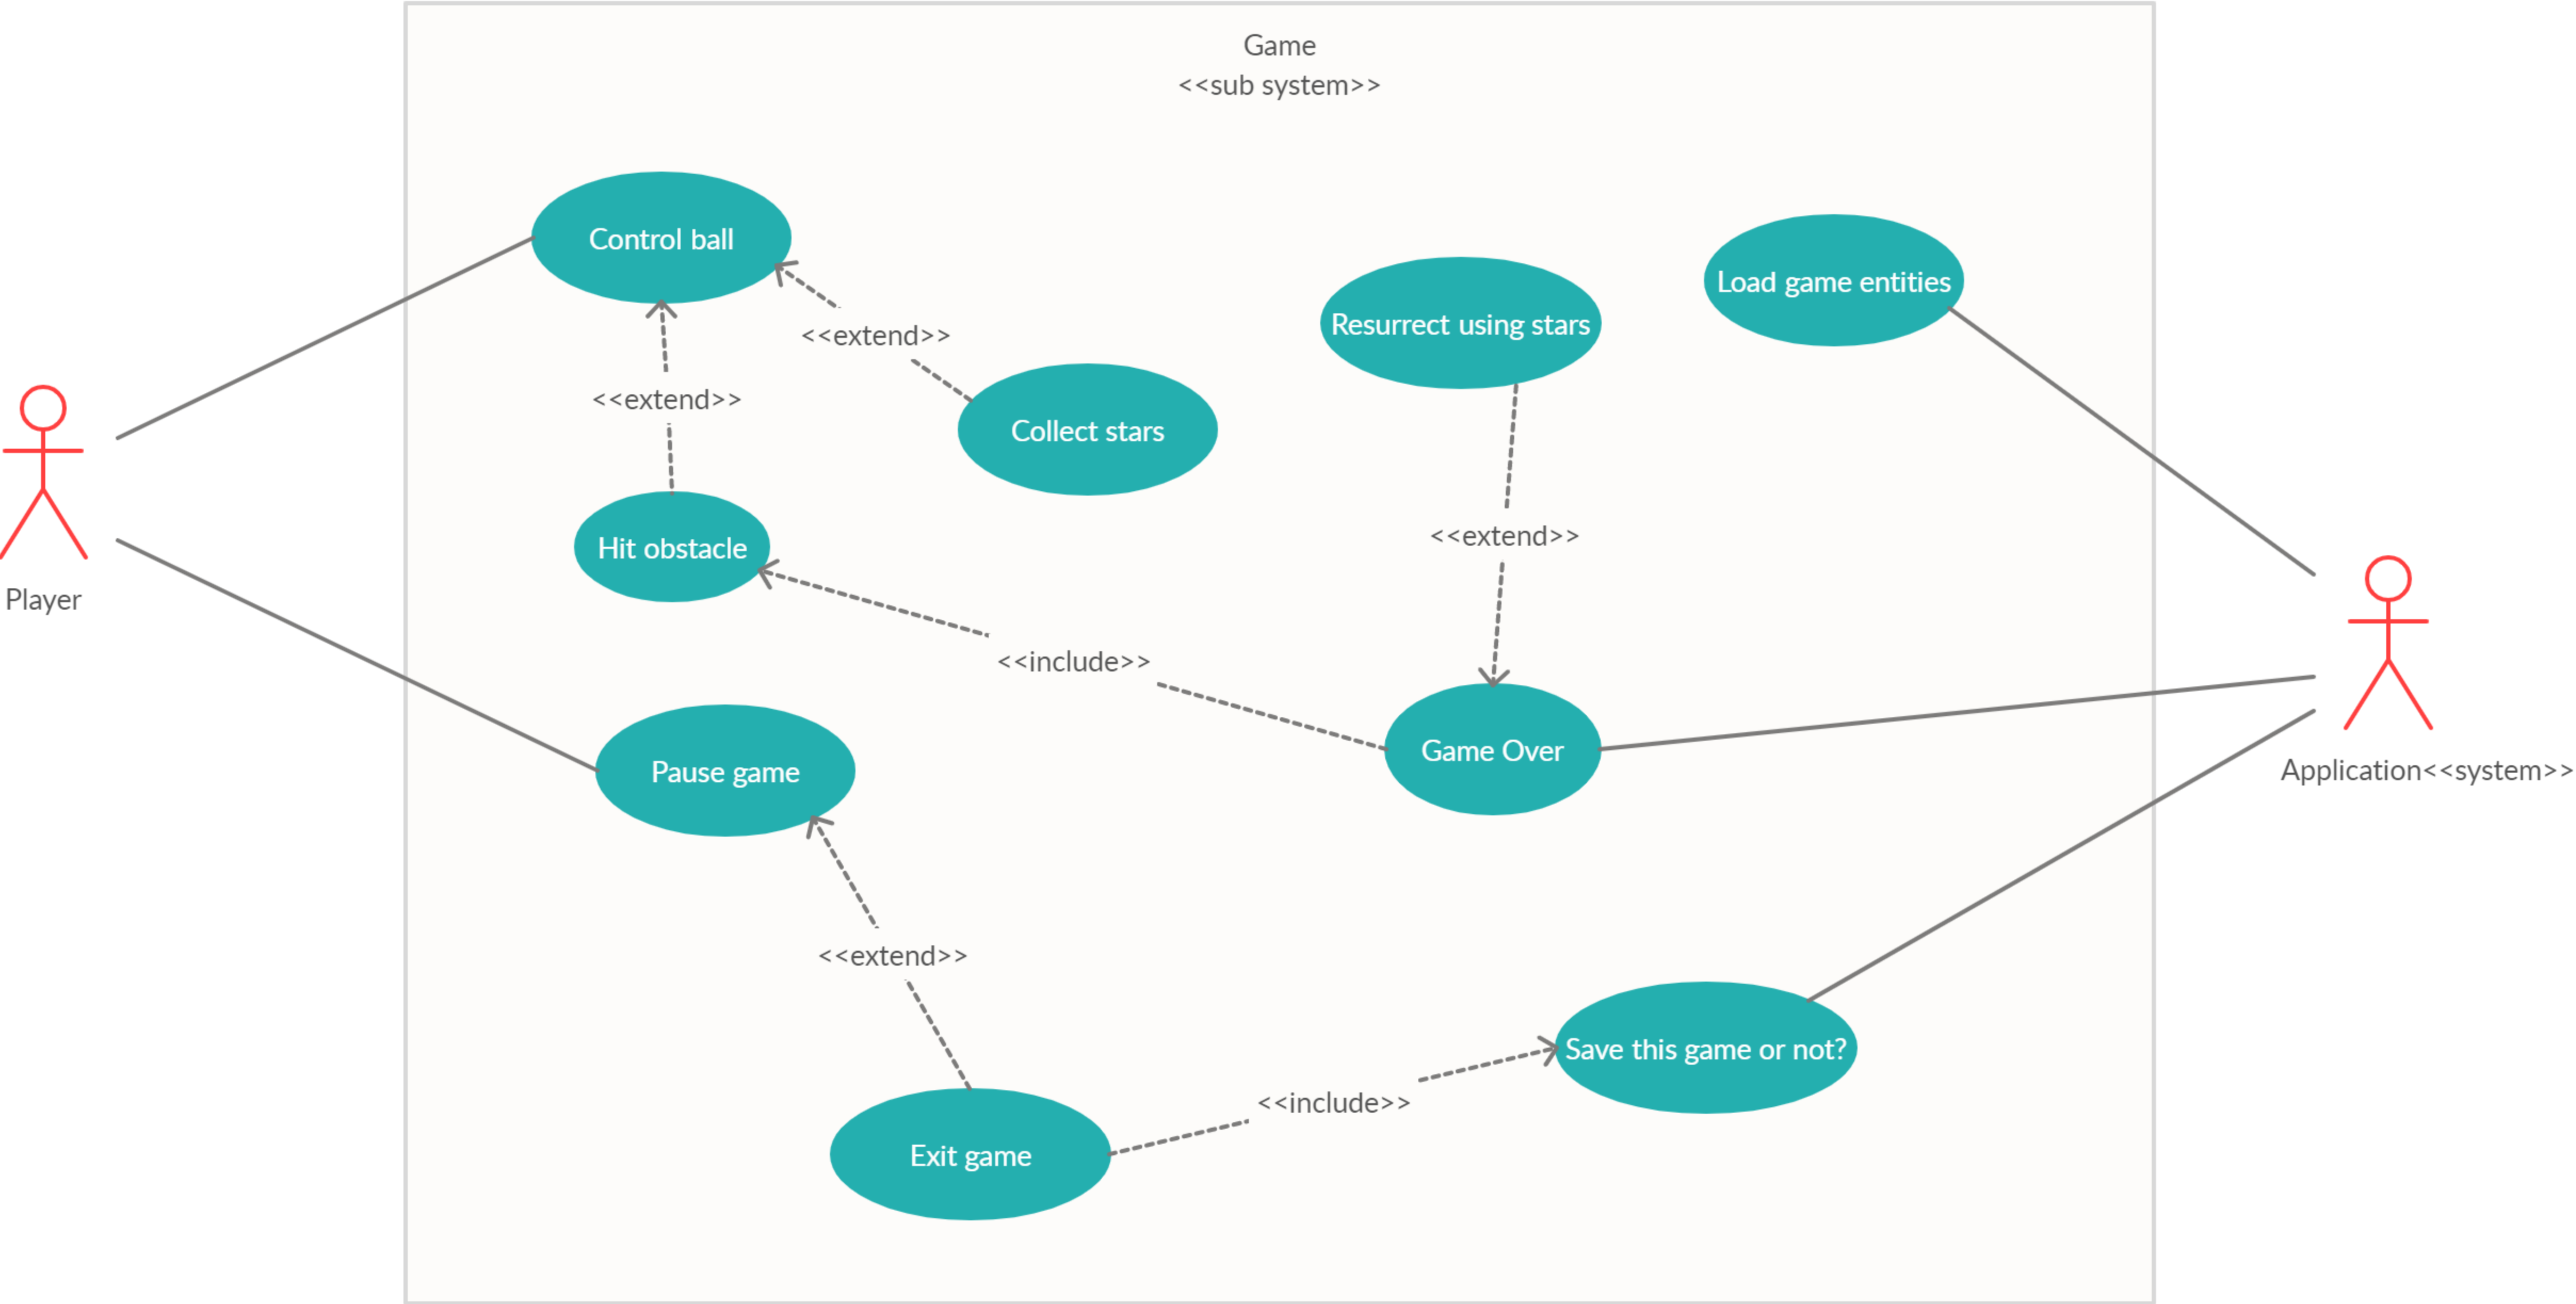 Game
<<sub system>>
Control ball
Load game entities
Resurrect using stars
<<extend>>
<<extend>>
Collect stars
<<extend>>
Hit obstacle
Player
<<include>>
Game Over
Pause game
Application<<system>>
<<extend>>
Save this game or not?
<<include>>
Exit game